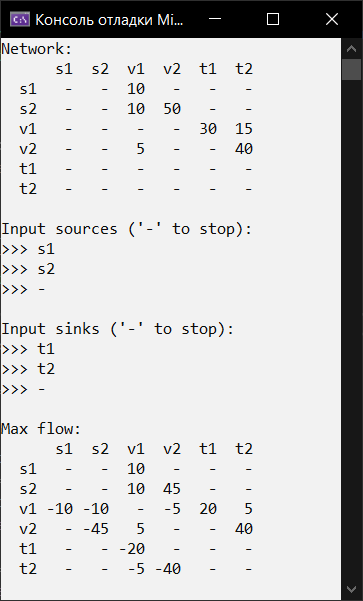 Консоль отладки Mi...
Network:
      s1  s2  v1  v2  t1  t2
  s1   -   -  10   -   -   -
  s2   -   -  10  50   -   -
  v1   -   -   -   -  30  15
  v2   -   -   5   -   -  40
  t1   -   -   -   -   -   -
  t2   -   -   -   -   -   -
Input sources ('-' to stop):
>>> s1
>>> s2
>>> -
Input sinks ('-' to stop):
>>> t1
>>> t2
>>> -
Max flow:
      s1  s2  v1  v2  t1  t2
  s1   -   -  10   -   -   -
  s2   -   -  10  45   -   -
  v1 -10 -10   -  -5  20   5
  v2   - -45   5   -   -  40
  t1   -   - -20   -   -   -
  t2   -   -  -5 -40   -   -